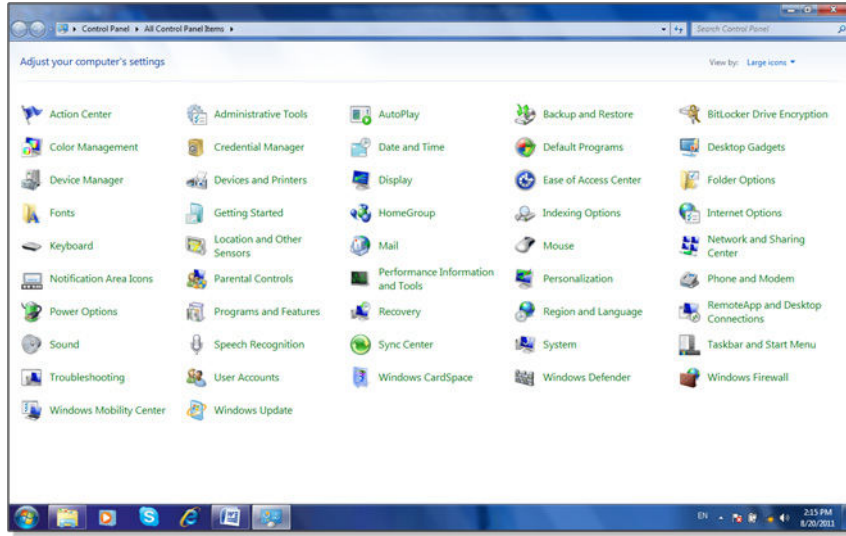 Control Panel ▸ All Control Panel Items ▸
Search Control Panel
Adjust your computer's settings
View by: Large icons
Action Center
Administrative Tools
AutoPlay
Backup and Restore
BitLocker Drive Encryption
Color Management
Credential Manager
Date and Time
Default Programs
Desktop Gadgets
Device Manager
Devices and Printers
Display
Ease of Access Center
Folder Options
Fonts
Getting Started
HomeGroup
Indexing Options
Internet Options
Keyboard
Location and Other
Sensors
Mail
Mouse
Network and Sharing
Center
Notification Area Icons
Parental Controls
Performance Information
and Tools
Personalization
Phone and Modem
Power Options
Programs and Features
Recovery
Region and Language
RemoteApp and Desktop
Connections
Sound
Speech Recognition
Sync Center
System
Taskbar and Start Menu
Troubleshooting
User Accounts
Windows CardSpace
Windows Defender
Windows Firewall
Windows Mobility Center
Windows Update
EN
2:15 PM
8/20/2011